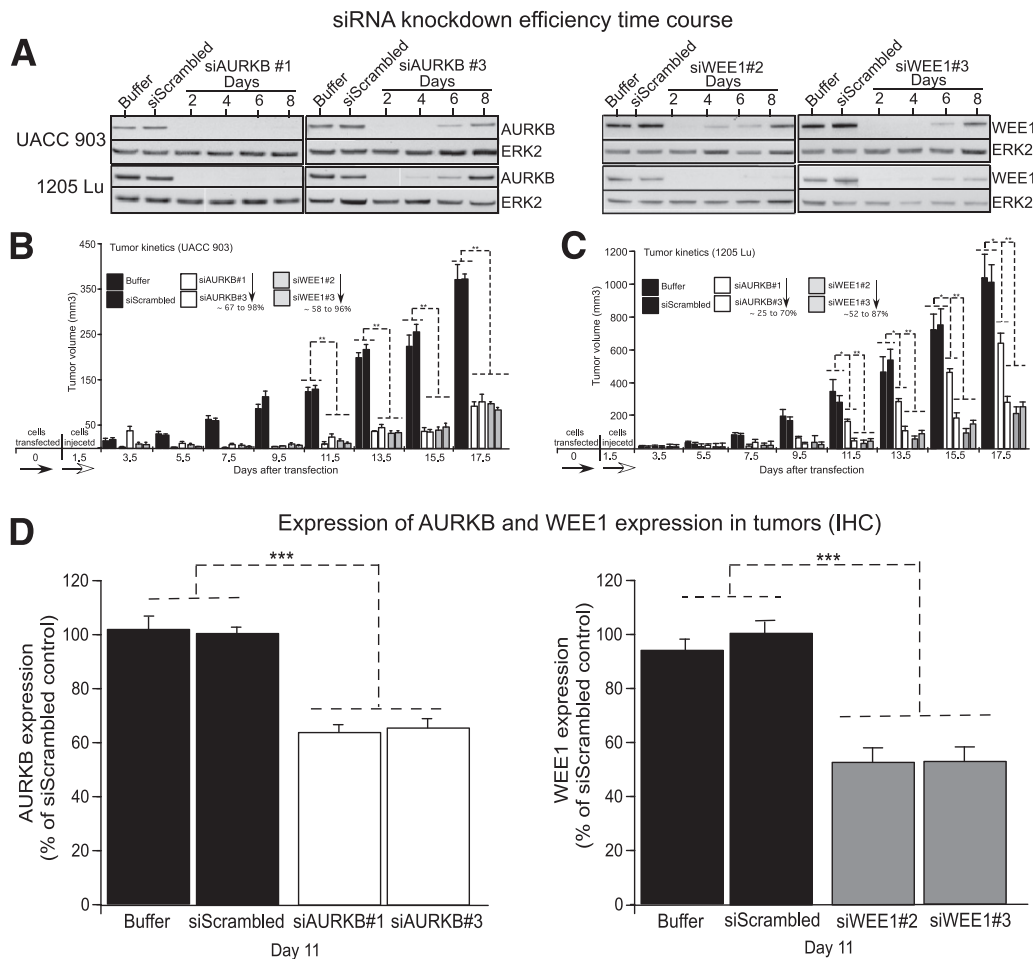 siRNA knockdown efficiency time course
A
Buffer siScrambled siAURKB #1 Days 2 4 6 8
Buffer siScrambled siAURKB #3 Days 2 4 6 8
Buffer siScrambled siWEE1#2 Days 2 4 6 8
Buffer siScrambled siWEE1#3 Days 2 4 6 8
UACC 903 AURKB WEE1
ERK2 ERK2
1205 Lu AURKB WEE1
ERK2 ERK2
B
Tumor kinetics (UACC 903)
Buffer siAURKB#1 siWEE1#2
siScrambled siAURKB#3 siWEE1#3
~ 67 to 98% ~ 58 to 96%
Tumor volume (mm3)
450
350
250
150
50
** ** ** **
cells transfected
cells injecetd
0 1.5 3.5 5.5 7.5 9.5 11.5 13.5 15.5 17.5
Days after transfection
C
Tumor kinetics (1205 Lu)
Buffer siAURKB#1 siWEE1#2
siScrambled siAURKB#3 siWEE1#3
~ 25 to 70% ~52 to 87%
Tumor volume (mm3)
1200
1000
800
600
400
200
* ** * ** * ** * **
cells transfected
cells injected
0 1.5 3.5 5.5 7.5 9.5 11.5 13.5 15.5 17.5
Days after transfection
D
Expression of AURKB and WEE1 expression in tumors (IHC)
***
AURKB expression
(% of siScrambled control)
120
100
80
60
40
20
0
Buffer siScrambled siAURKB#1 siAURKB#3
Day 11
***
WEE1 expression
(% of siScrambled control)
120
100
80
60
40
20
0
Buffer siScrambled siWEE1#2 siWEE1#3
Day 11